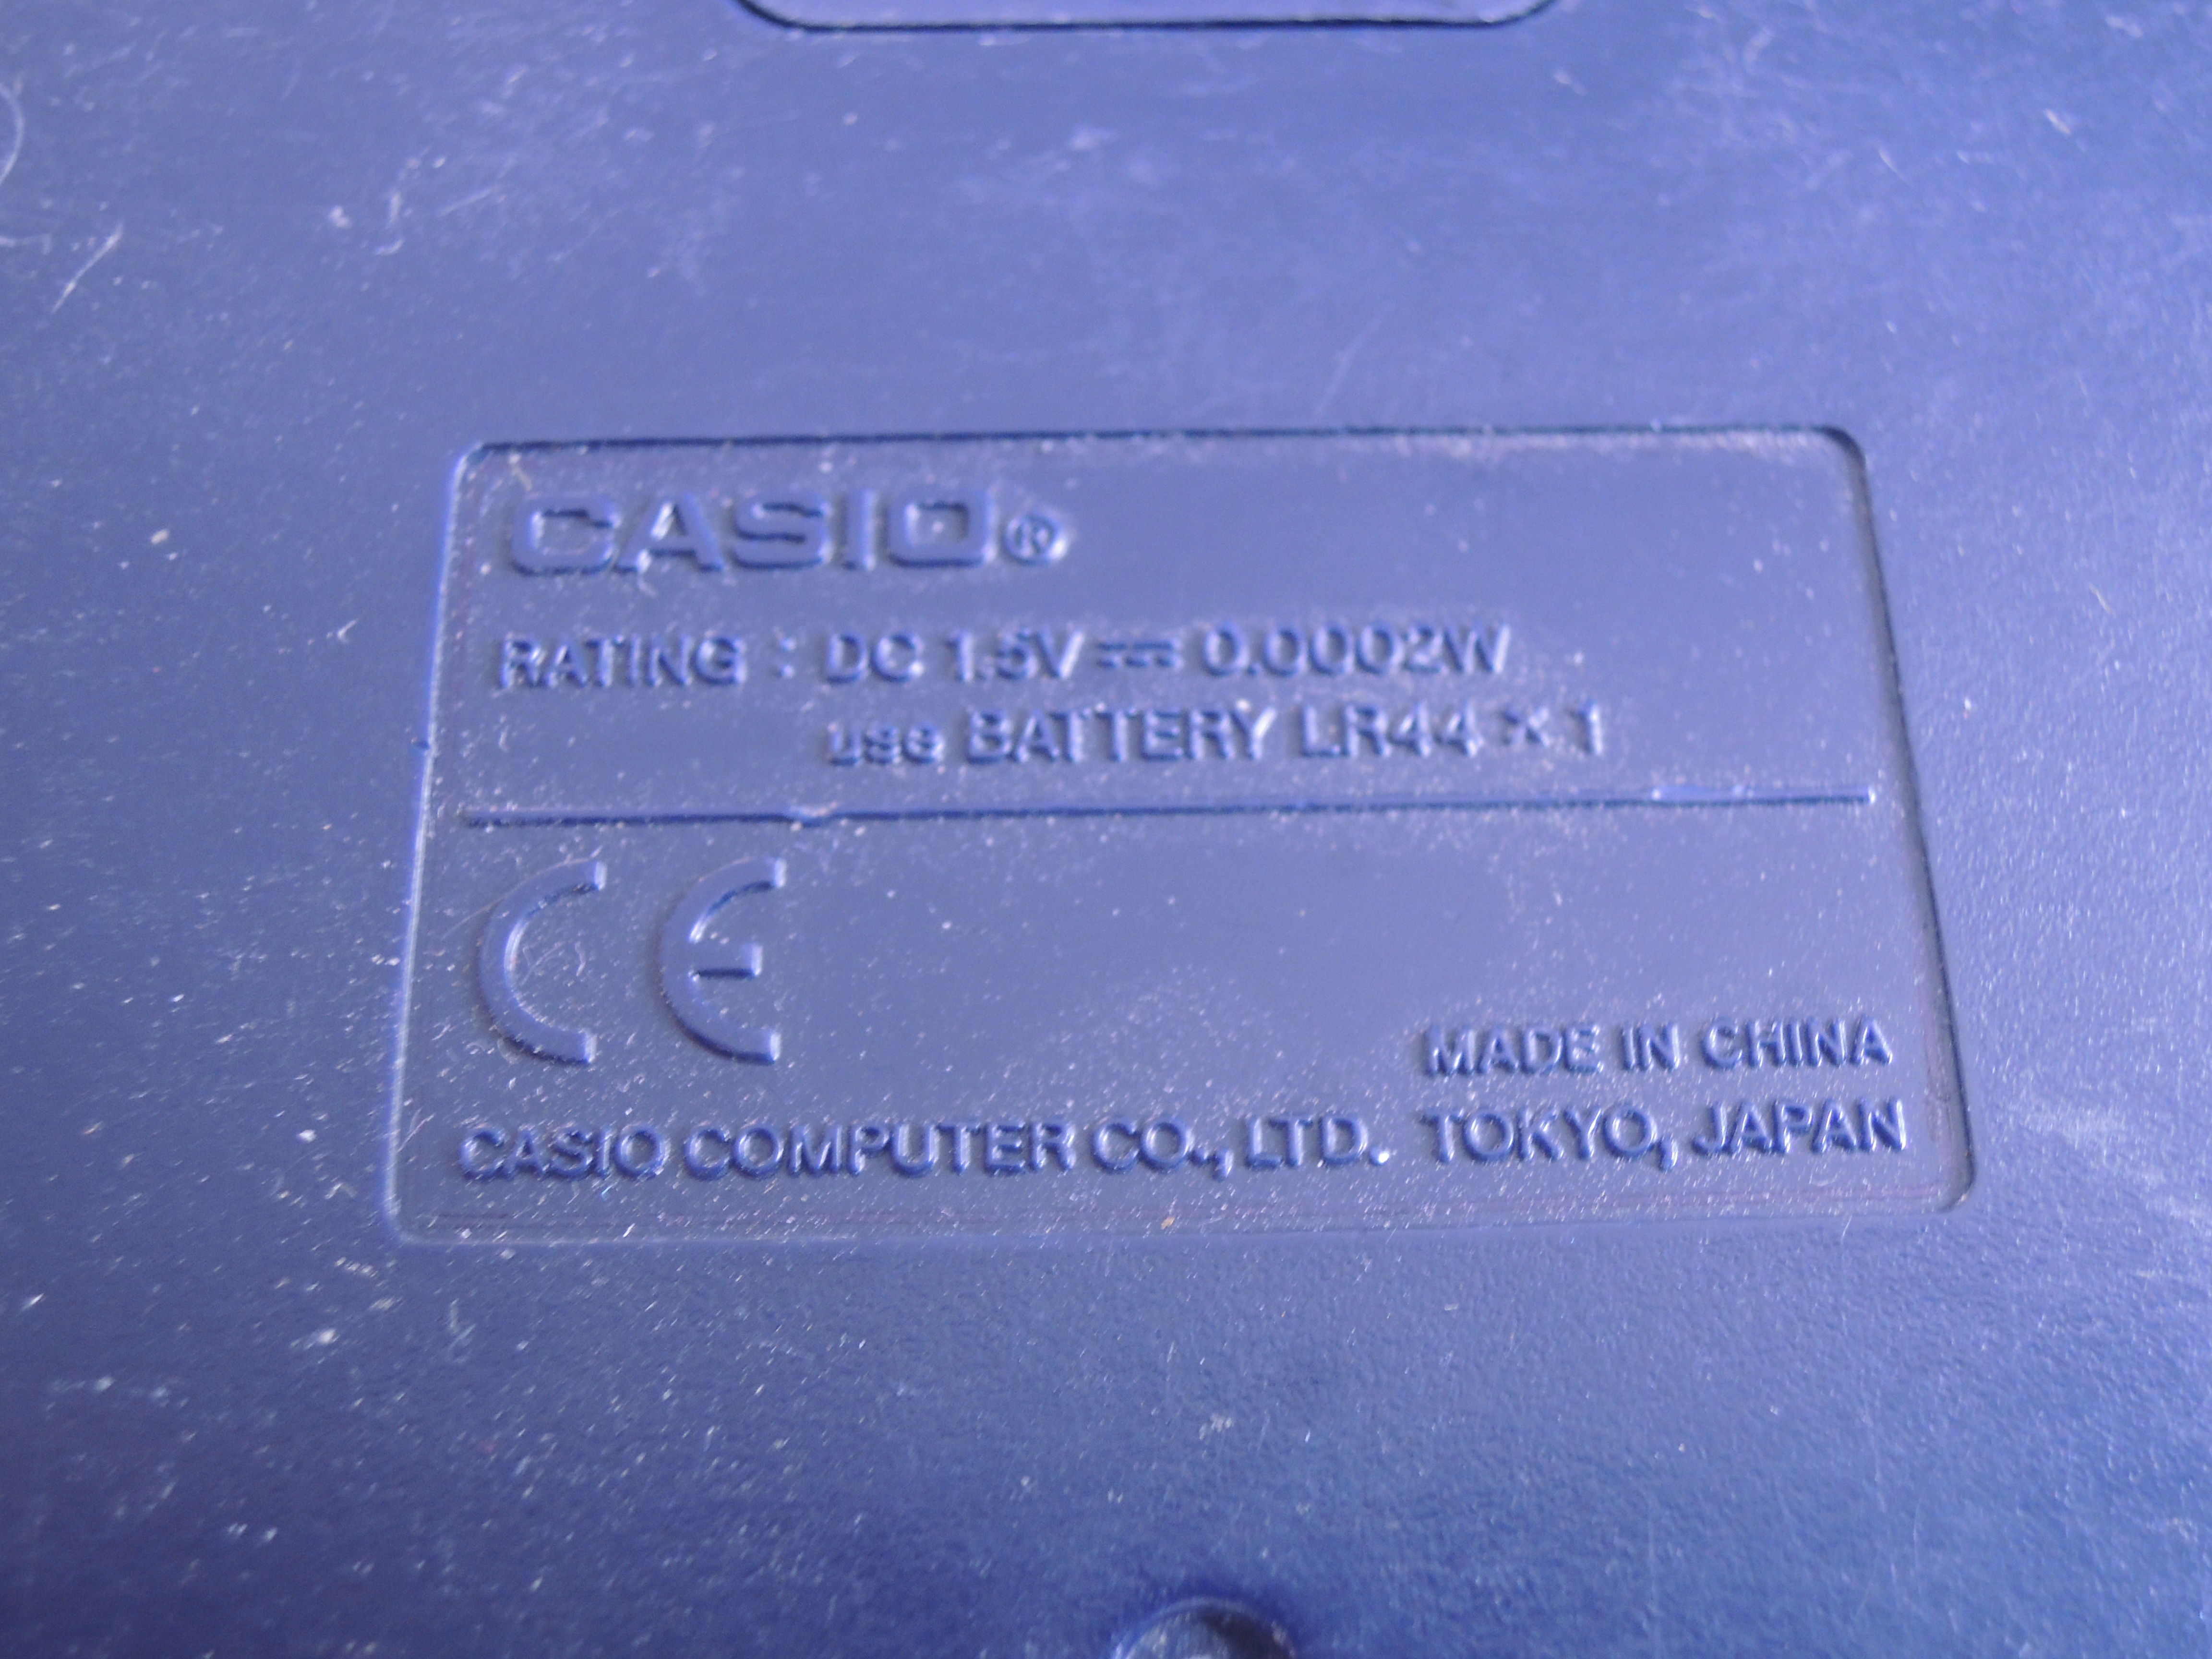 CASIO®
RATING : DC 1.5V ⎓ 0.0002W
use BATTERY LR44 × 1
CE
MADE IN CHINA
CASIO COMPUTER CO., LTD. TOKYO, JAPAN